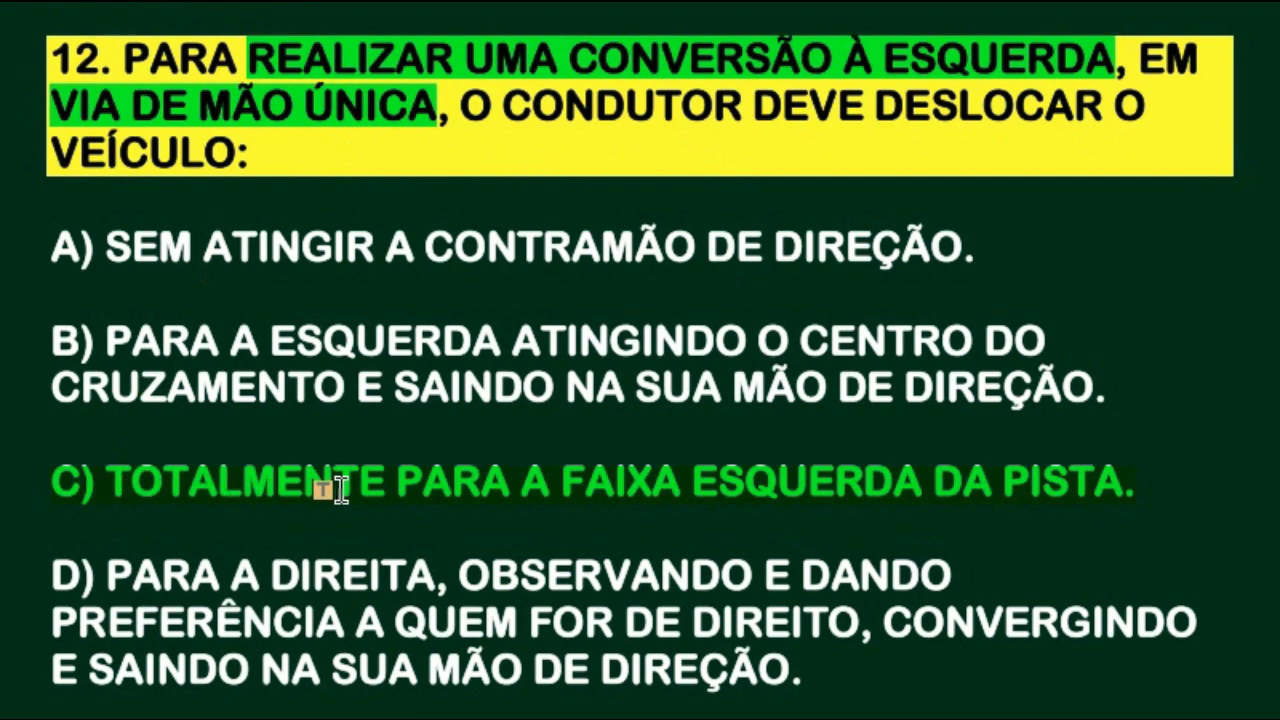 12. PARA REALIZAR UMA CONVERSÃO À ESQUERDA, EM
VIA DE MÃO ÚNICA, O CONDUTOR DEVE DESLOCAR O
VEÍCULO:
A) SEM ATINGIR A CONTRAMÃO DE DIREÇÃO.
B) PARA A ESQUERDA ATINGINDO O CENTRO DO
CRUZAMENTO E SAINDO NA SUA MÃO DE DIREÇÃO.
C) TOTALMENTE PARA A FAIXA ESQUERDA DA PISTA.
D) PARA A DIREITA, OBSERVANDO E DANDO
PREFERÊNCIA A QUEM FOR DE DIREITO, CONVERGINDO
E SAINDO NA SUA MÃO DE DIREÇÃO.